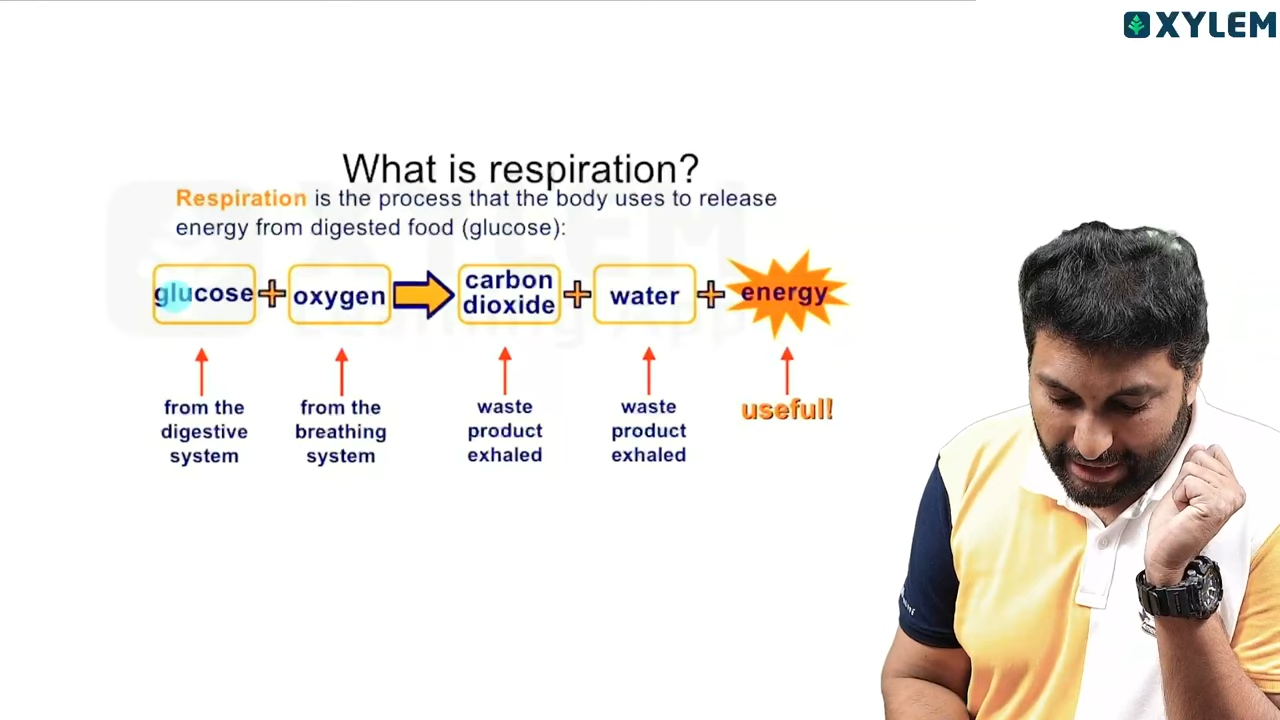 XYLEM
What is respiration?
Respiration is the process that the body uses to release
energy from digested food (glucose):
glucose + oxygen carbon dioxide + water + energy
from the
digestive
system
from the
breathing
system
waste
product
exhaled
waste
product
exhaled
useful!